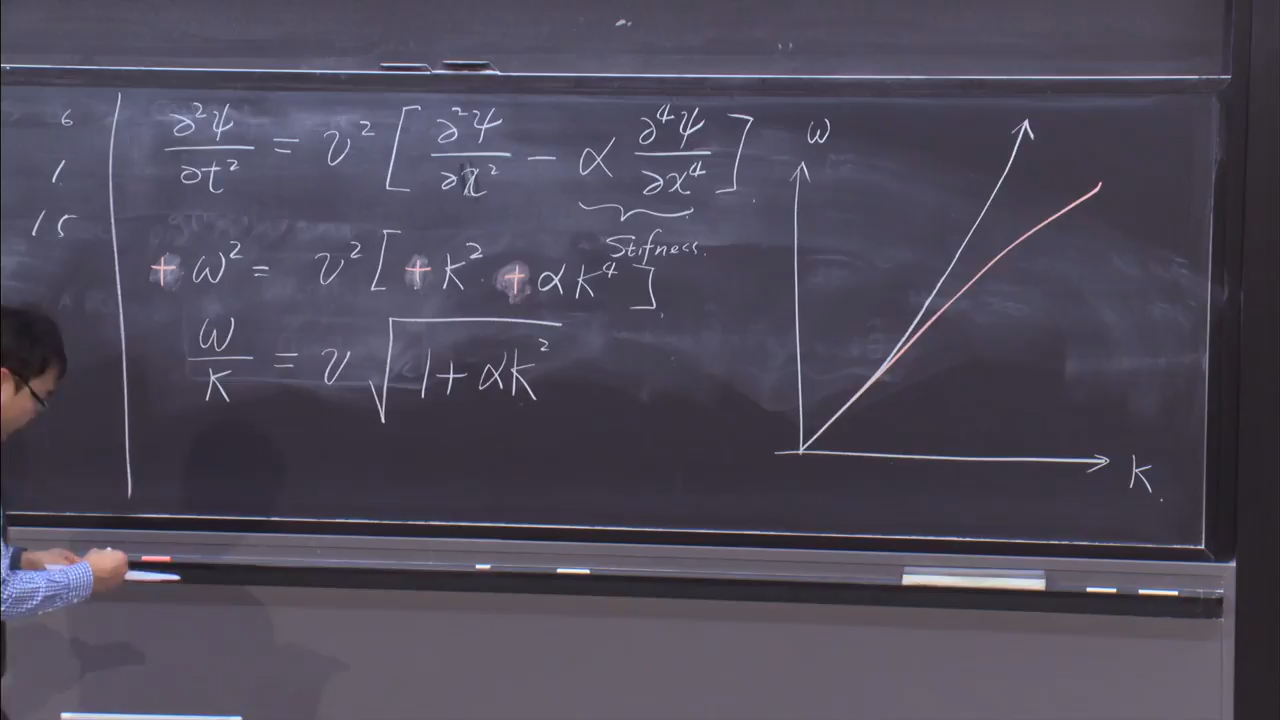 6
1.
15
∂²ψ/∂t² = v² [ ∂²ψ/∂x² - α ∂⁴ψ/∂x⁴ ].
Stifness.
+ ω² = v² [ + k² + αk⁴ ].
ω/k = v √(1 + αk²)
ω
k.